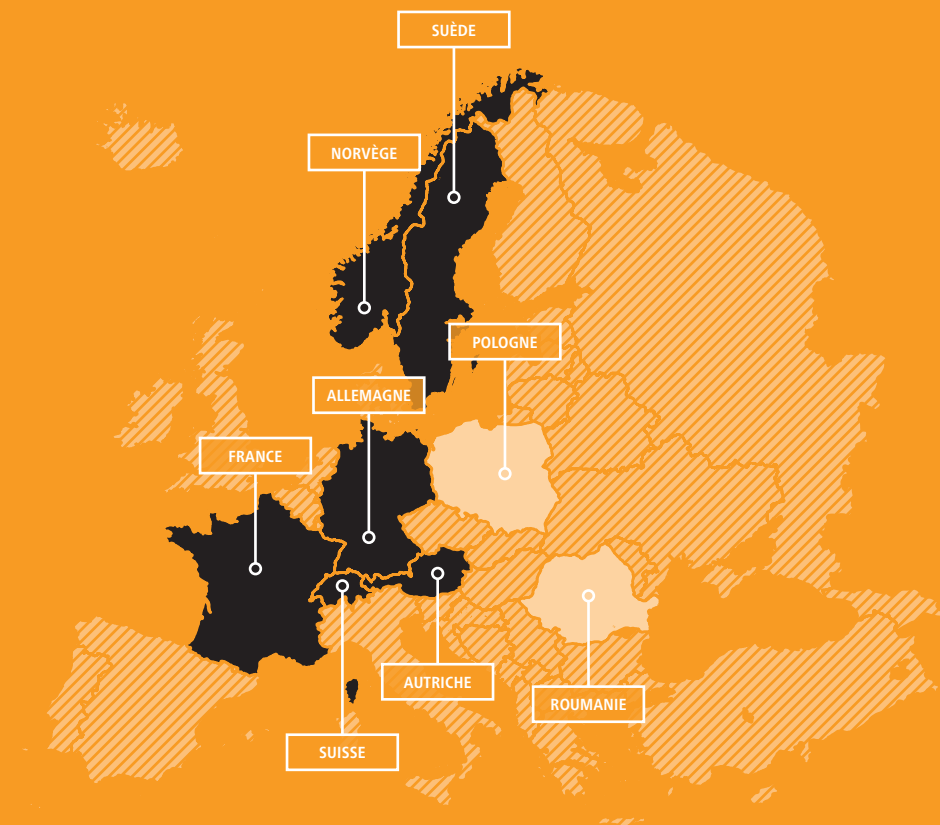 SUÈDE
NORVÈGE
POLOGNE
ALLEMAGNE
FRANCE
AUTRICHE
ROUMANIE
SUISSE